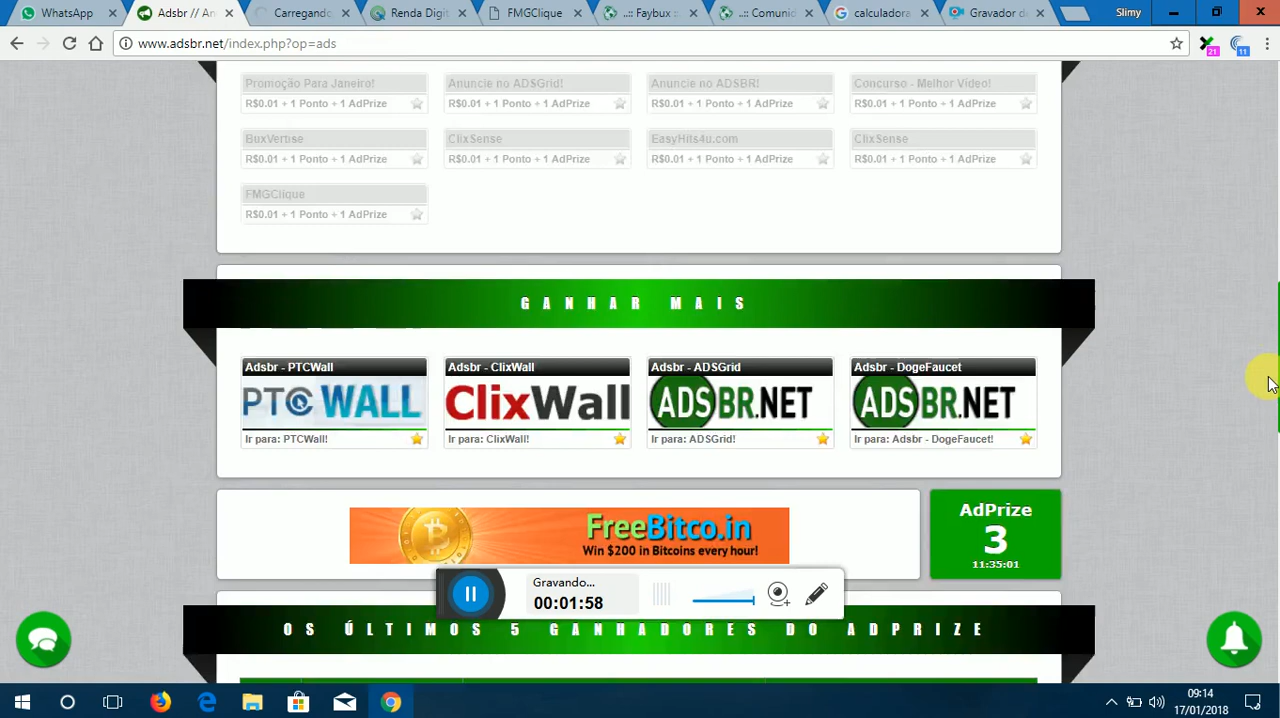 WhatsApp
Adsbr // An
Carregando
Renda Digit
FMGClique
..:: Faybux ::
..:: Comunid
calculadora
Gravador de
Slimy
www.adsbr.net/index.php?op=ads
21
11
Promoção Para Janeiro!
Anuncie no ADSGrid!
Anuncie no ADSBR!
Concurso - Melhor Vídeo!
R$0.01 + 1 Ponto + 1 AdPrize
R$0.01 + 1 Ponto + 1 AdPrize
R$0.01 + 1 Ponto + 1 AdPrize
R$0.01 + 1 Ponto + 1 AdPrize
BuxVertise
ClixSense
EasyHits4u.com
ClixSense
R$0.01 + 1 Ponto + 1 AdPrize
R$0.01 + 1 Ponto + 1 AdPrize
R$0.01 + 1 Ponto + 1 AdPrize
R$0.01 + 1 Ponto + 1 AdPrize
FMGClique
R$0.01 + 1 Ponto + 1 AdPrize
GANHAR MAIS
Adsbr - PTCWall
Adsbr - ClixWall
Adsbr - ADSGrid
Adsbr - DogeFaucet
PTC WALL
ClixWall
ADSBR.NET
ADSBR.NET
Ir para: PTCWall!
Ir para: ClixWall!
Ir para: ADSGrid!
Ir para: Adsbr - DogeFaucet!
FreeBitco.in
Win $200 in Bitcoins every hour!
AdPrize
3
11:35:01
Gravando...
00:01:58
OS ÚLTIMOS 5 GANHADORES DO ADPRIZE
09:14
17/01/2018